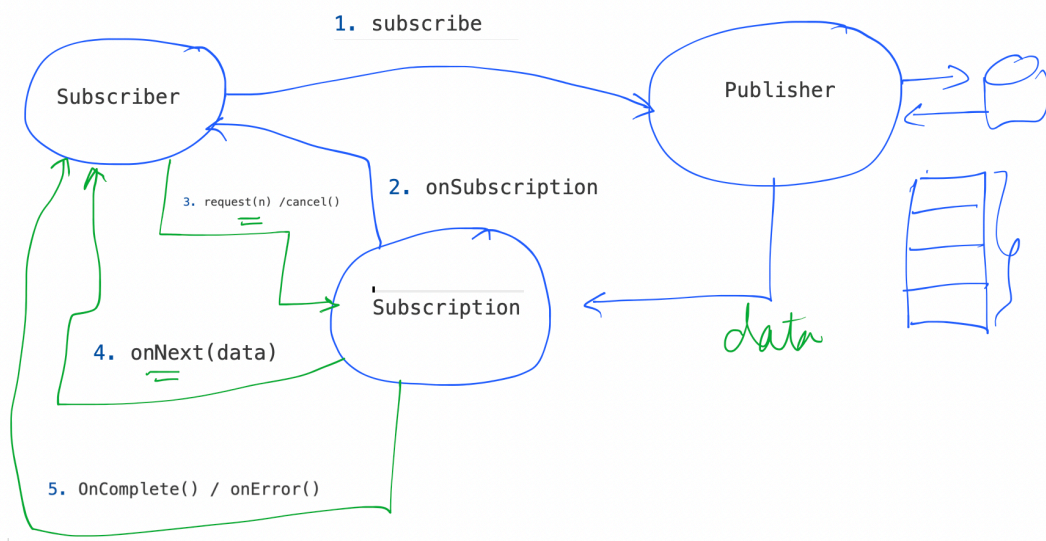 1. subscribe
Subscriber
Publisher
2. onSubscription
3. request(n) /cancel()
Subscription
data
4. onNext(data)
5. OnComplete() / onError()